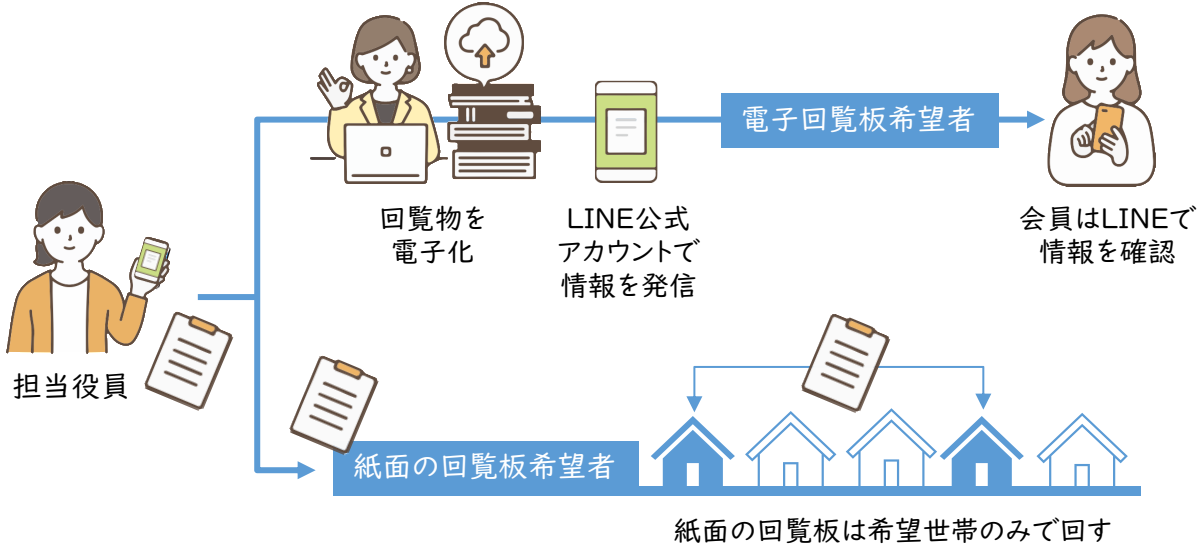 電子回覧板希望者
回覧物を
電子化
LINE公式
アカウントで
情報を発信
会員はLINEで
情報を確認
担当役員
紙面の回覧板希望者
紙面の回覧板は希望世帯のみで回す